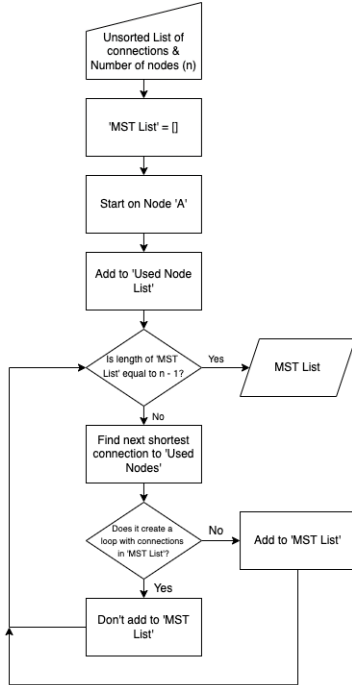 Unsorted List of
connections &
Number of nodes (n)
'MST List' = []
Start on Node 'A'
Add to 'Used Node
List'
Is length of 'MST
List' equal to n - 1?
Yes
MST List
No
Find next shortest
connection to 'Used
Nodes'
Does it create a
loop with connections
in 'MST List'?
No
Add to 'MST List'
Yes
Don't add to 'MST
List'